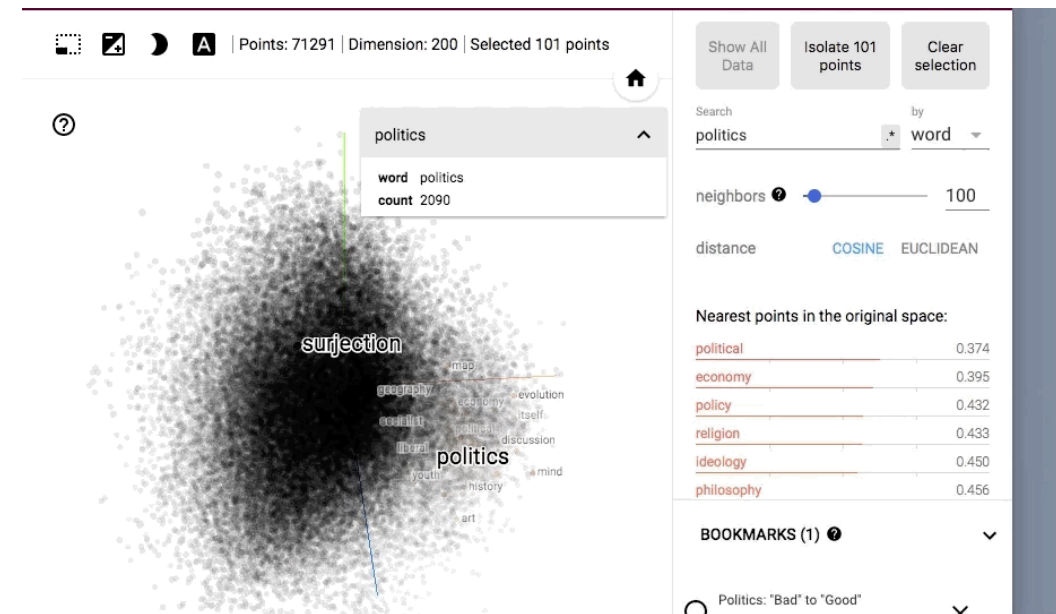 Points: 71291 | Dimension: 200 | Selected 101 points
A
Show All Data
Isolate 101 points
Clear selection
Search
by
politics
.*
word
neighbors
100
distance
COSINE
EUCLIDEAN
Nearest points in the original space:
political 0.374
economy 0.395
policy 0.432
religion 0.433
ideology 0.450
philosophy 0.456
BOOKMARKS (1)
Politics: "Bad" to "Good"
politics
word politics
count 2090
surjection
map
geography
economy
evolution
itself
socialist
political
discussion
liberal
politics
mind
youth
history
art